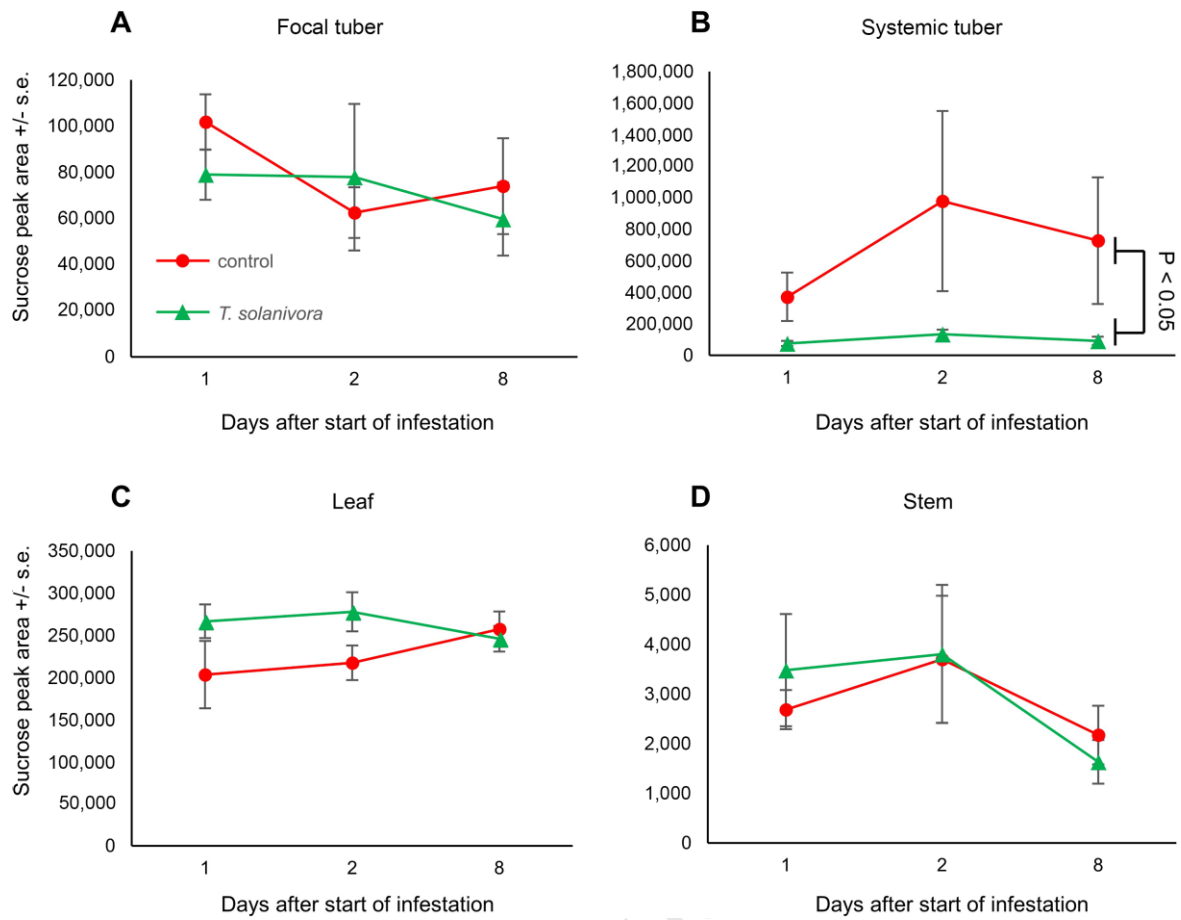 A
Focal tuber
Sucrose peak area +/- s.e.
120,000
100,000
80,000
60,000
40,000
20,000
0
control
T. solanivora
1
2
8
Days after start of infestation
B
Systemic tuber
1,800,000
1,600,000
1,400,000
1,200,000
1,000,000
800,000
600,000
400,000
200,000
0
P < 0.05
1
2
8
Days after start of infestation
C
Leaf
Sucrose peak area +/- s.e.
350,000
300,000
250,000
200,000
150,000
100,000
50,000
0
1
2
8
Days after start of infestation
D
Stem
6,000
5,000
4,000
3,000
2,000
1,000
0
1
2
8
Days after start of infestation